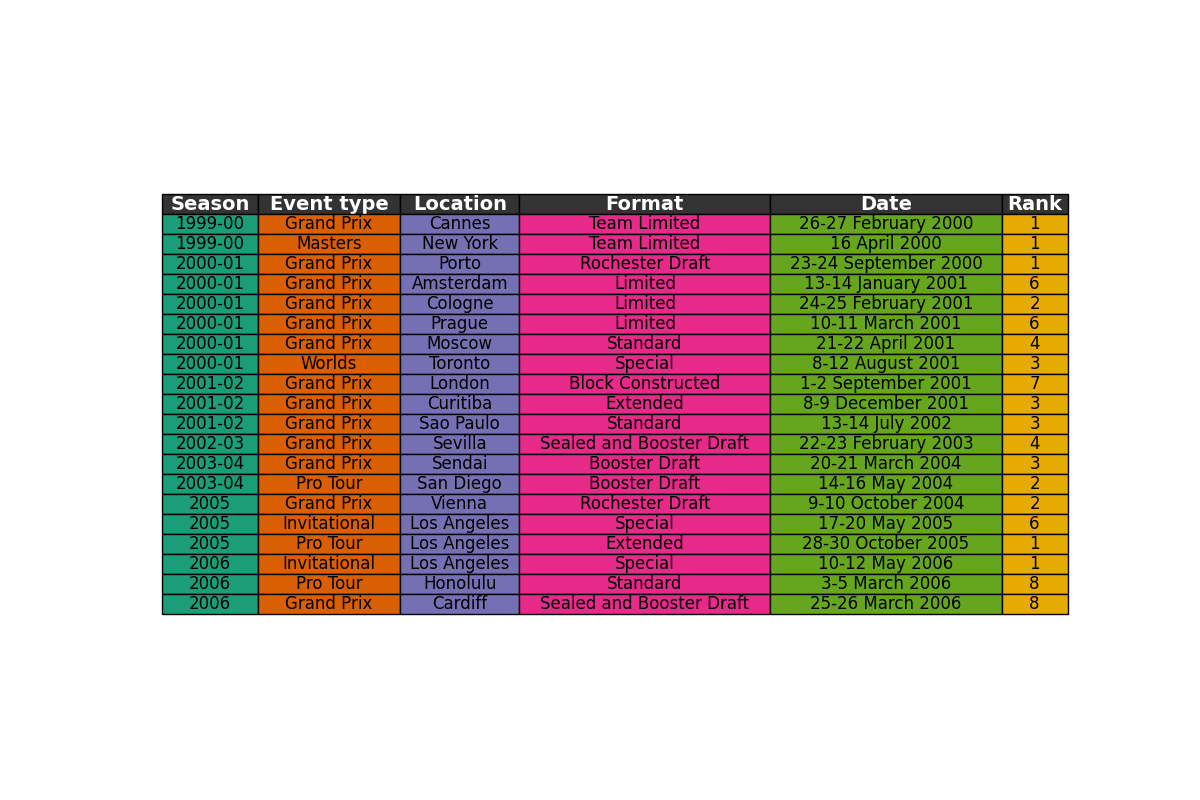 Season Event type Location Format Date Rank
1999-00 Grand Prix Cannes Team Limited 26-27 February 2000 1
1999-00 Masters New York Team Limited 16 April 2000 1
2000-01 Grand Prix Porto Rochester Draft 23-24 September 2000 1
2000-01 Grand Prix Amsterdam Limited 13-14 January 2001 6
2000-01 Grand Prix Cologne Limited 24-25 February 2001 2
2000-01 Grand Prix Prague Limited 10-11 March 2001 6
2000-01 Grand Prix Moscow Standard 21-22 April 2001 4
2000-01 Worlds Toronto Special 8-12 August 2001 3
2001-02 Grand Prix London Block Constructed 1-2 September 2001 7
2001-02 Grand Prix Curitiba Extended 8-9 December 2001 3
2001-02 Grand Prix Sao Paulo Standard 13-14 July 2002 3
2002-03 Grand Prix Sevilla Sealed and Booster Draft 22-23 February 2003 4
2003-04 Grand Prix Sendai Booster Draft 20-21 March 2004 3
2003-04 Pro Tour San Diego Booster Draft 14-16 May 2004 2
2005 Grand Prix Vienna Rochester Draft 9-10 October 2004 2
2005 Invitational Los Angeles Special 17-20 May 2005 6
2005 Pro Tour Los Angeles Extended 28-30 October 2005 1
2006 Invitational Los Angeles Special 10-12 May 2006 1
2006 Pro Tour Honolulu Standard 3-5 March 2006 8
2006 Grand Prix Cardiff Sealed and Booster Draft 25-26 March 2006 8